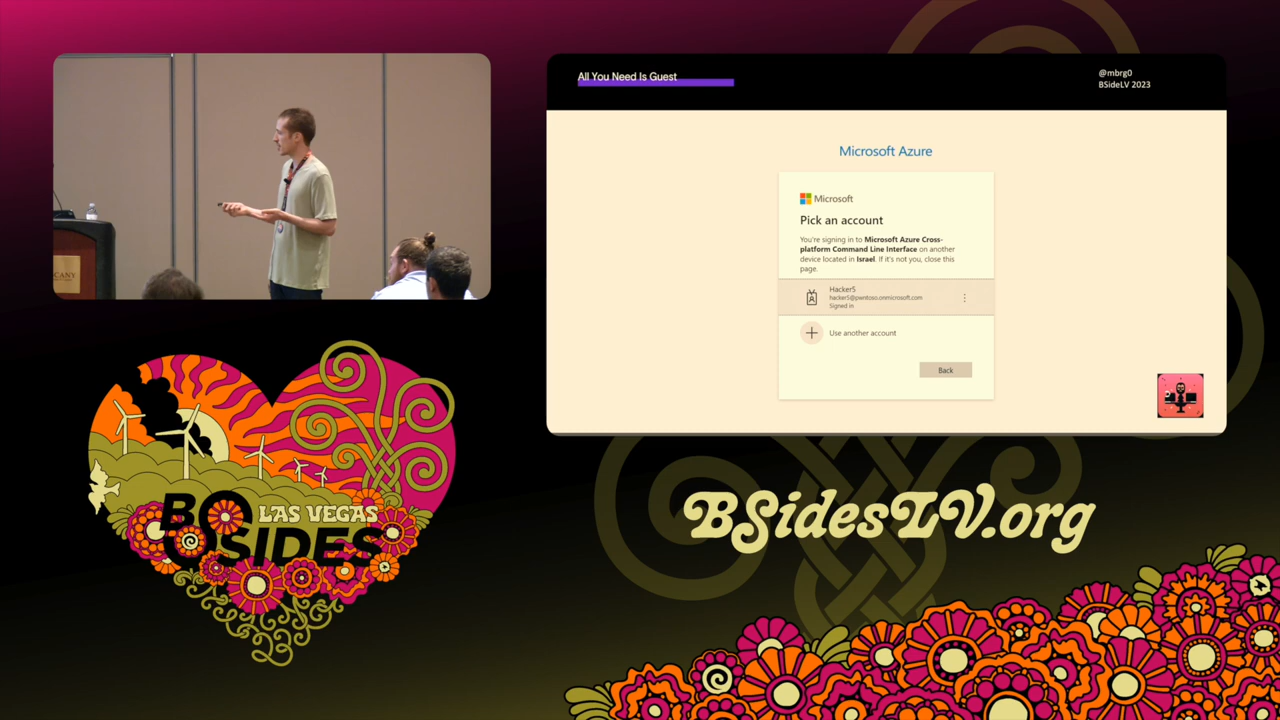 All You Need Is Guest
@mbrg0
BSideLV 2023
Microsoft Azure
Microsoft
Pick an account
You're signing in to Microsoft Azure Cross-
platform Command Line Interface on another
device located in Israel. If it's not you, close this
page.
Hacker5
hacker5@pwntoso.onmicrosoft.com
Signed in
Use another account
Back
CANY
BSIDES
LAS VEGAS
BSidesLV.org